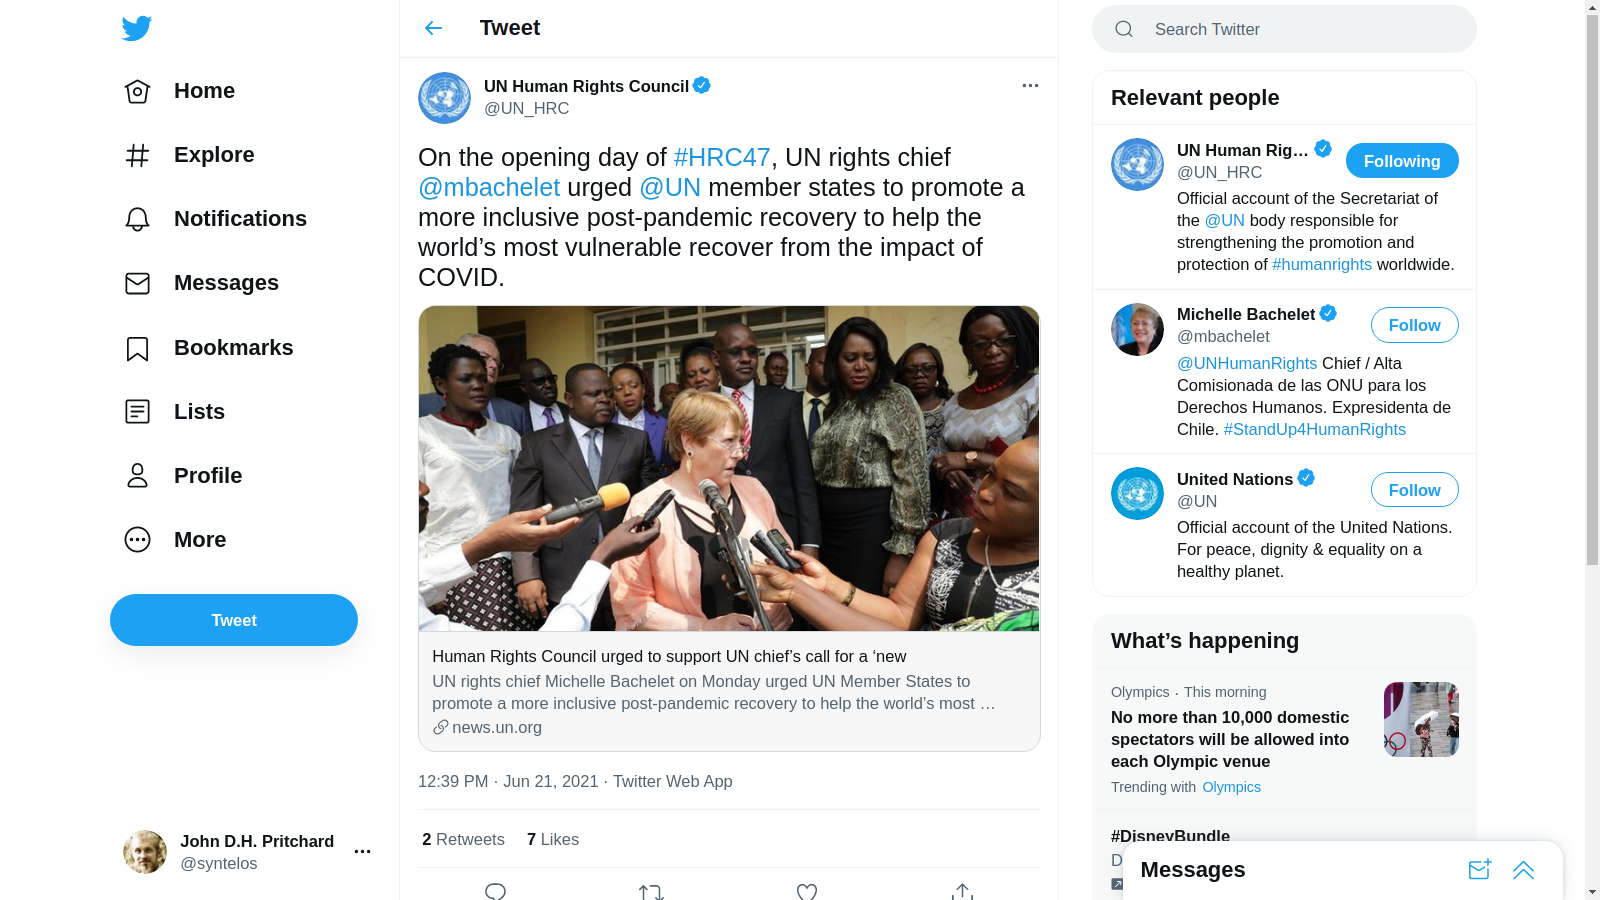 Home
Explore
Notifications
Messages
Bookmarks
Lists
Profile
More
Tweet
John D.H. Pritchard
@syntelos
Tweet
UN Human Rights Council
@UN_HRC
On the opening day of #HRC47, UN rights chief
@mbachelet urged @UN member states to promote a
more inclusive post-pandemic recovery to help the
world’s most vulnerable recover from the impact of
COVID.
Human Rights Council urged to support UN chief’s call for a ‘new
UN rights chief Michelle Bachelet on Monday urged UN Member States to
promote a more inclusive post-pandemic recovery to help the world’s most …
news.un.org
12:39 PM · Jun 21, 2021 · Twitter Web App
2 Retweets 7 Likes
Search Twitter
Relevant people
UN Human Rig…
@UN_HRC
Following
Official account of the Secretariat of
the @UN body responsible for
strengthening the promotion and
protection of #humanrights worldwide.
Michelle Bachelet
@mbachelet
Follow
@UNHumanRights Chief / Alta
Comisionada de las ONU para los
Derechos Humanos. Expresidenta de
Chile. #StandUp4HumanRights
United Nations
@UN
Follow
Official account of the United Nations.
For peace, dignity & equality on a
healthy planet.
What’s happening
Olympics · This morning
No more than 10,000 domestic
spectators will be allowed into
each Olympic venue
Trending with Olympics
#DisneyBundle
D
Messages